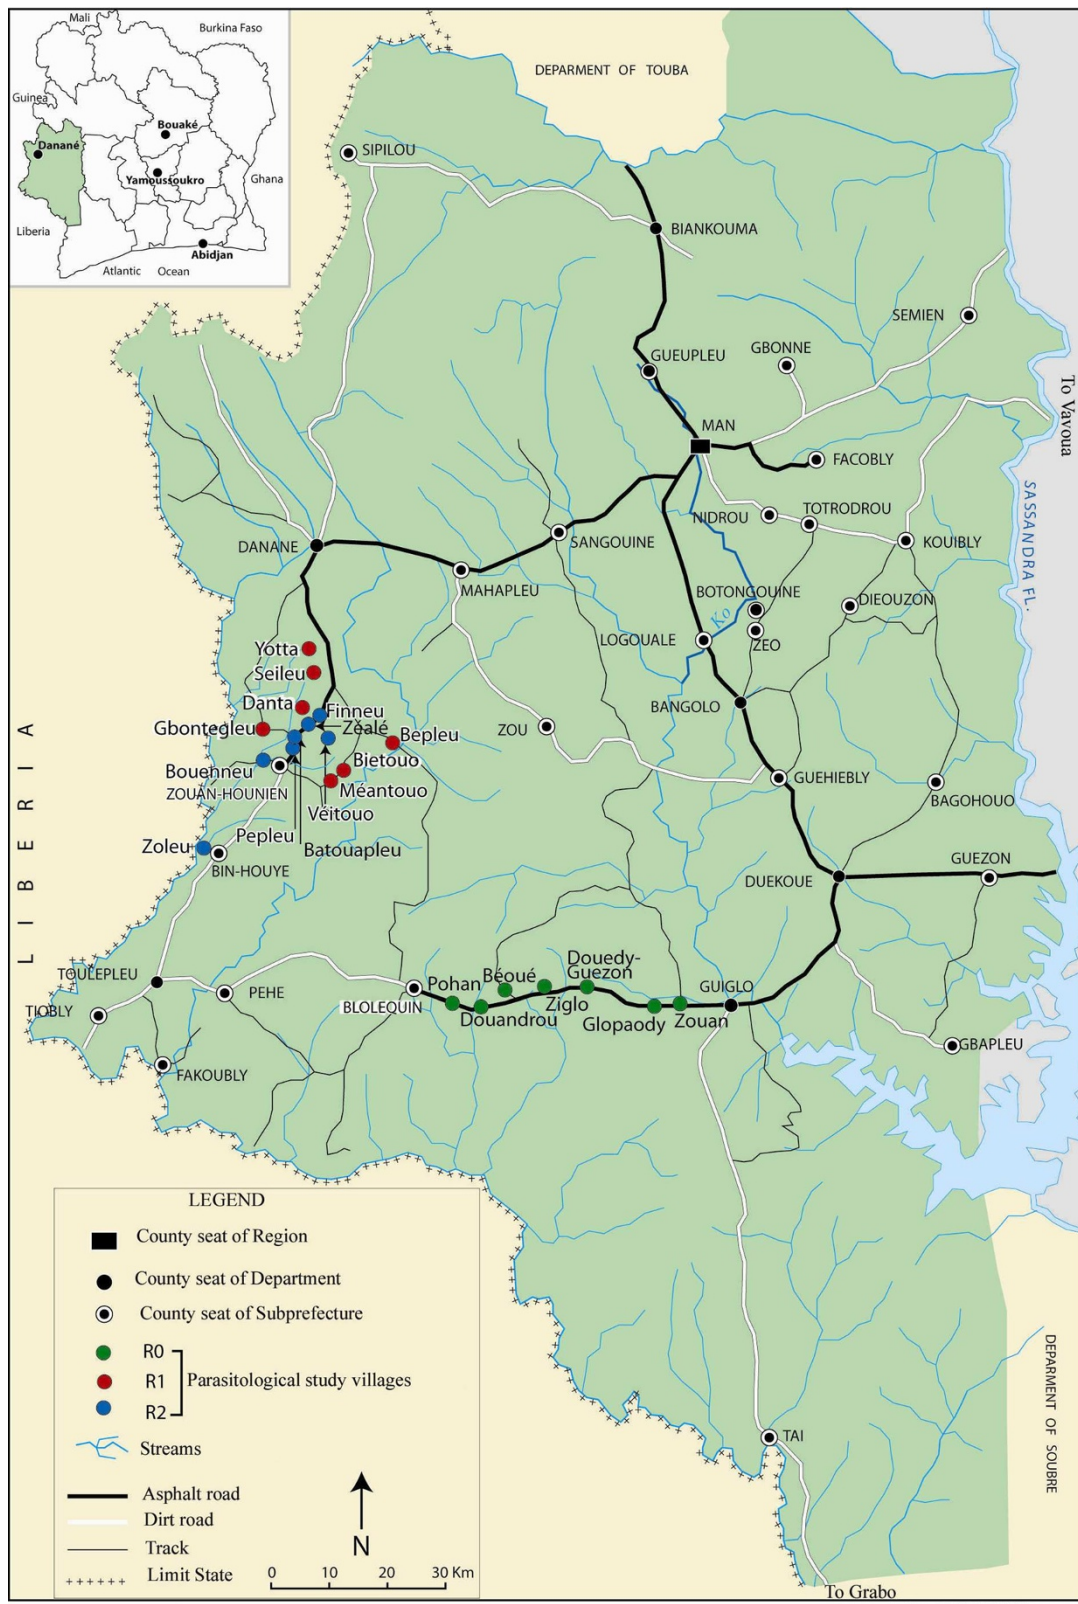 Mali
Burkina Faso
Guinea
Bouaké
Danané
Yamoussoukro
Ghana
Liberia
Abidjan
Atlantic Ocean
DEPARMENT OF TOUBA
SIPILOU
BIANKOUMA
SEMIEN
GBONNE
GUEUPLEU
To Vavoua
MAN
FACOBLY
SASSANDRA FL.
NIDROU
TOTRODROU
KOUIBLY
DANANE
SANGOUINE
MAHAPLEU
BOTONGOUINE
DIEOUZON
Ko
LOGOUALE
ZEO
Yotta
Seileu
Danta
Finneu
BANGOLO
Gbontegleu
Zéalé
Bepleu
ZOU
LIBERIA
Bietouo
Bouenneu
GUEHIEBLY
ZOUAN-HOUNIEN
Méantouo
BAGOHOUO
Véitouo
Pepleu
Batouapleu
Zoleu
BIN-HOUYE
GUEZON
DUEKOUE
TOULEPLEU
PEHE
Pohan
Béoué
Douedy-
Guezon
GUIGLO
TIOBLY
BLOLEQUIN
Douandrou
Ziglo
Glopaody
Zouan
GBAPLEU
FAKOUBLY
LEGEND
County seat of Region
County seat of Department
County seat of Subprefecture
R0
R1
R2
Parasitological study villages
Streams
Asphalt road
Dirt road
Track
Limit State
N
0 10 20 30 Km
DEPARMENT OF SOUBRE
TAI
To Grabo